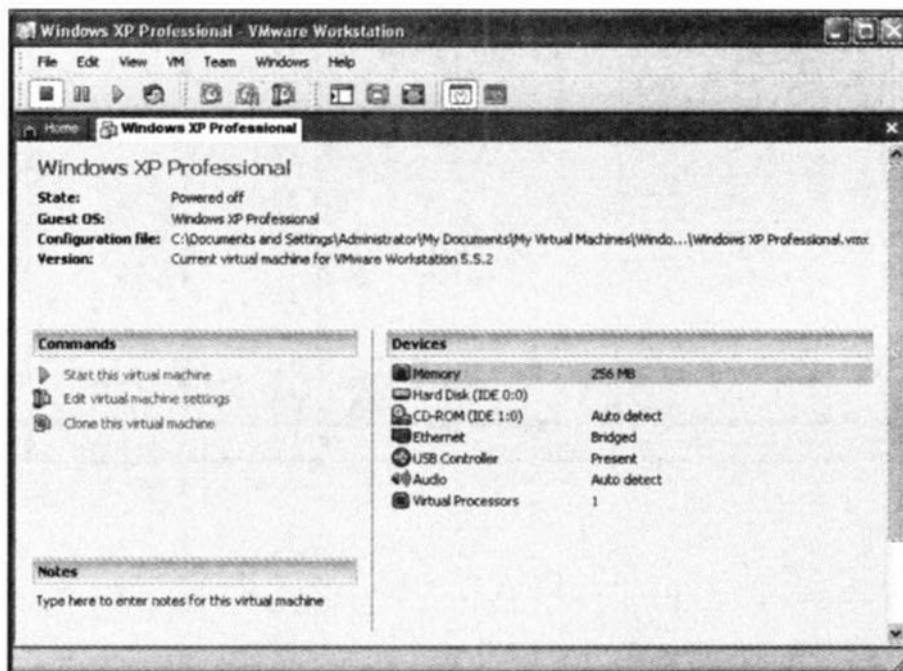 Windows XP Professional - VMware Workstation
File Edit View VM Team Windows Help
Home Windows XP Professional
Windows XP Professional
State: Powered off
Guest OS: Windows XP Professional
Configuration file: C:\Documents and Settings\Administrator\My Documents\My Virtual Machines\Windo...\Windows XP Professional.vmx
Version: Current virtual machine for VMware Workstation 5.5.2
Commands
Start this virtual machine
Edit virtual machine settings
Clone this virtual machine
Devices
Memory 256 MB
Hard Disk (IDE 0:0)
CD-ROM (IDE 1:0) Auto detect
Ethernet Bridged
USB Controller Present
Audio Auto detect
Virtual Processors 1
Notes
Type here to enter notes for this virtual machine